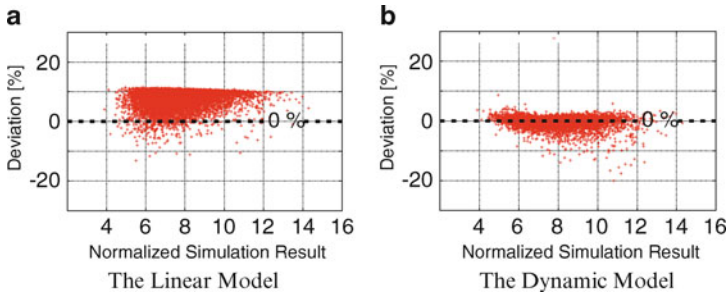 a
b
20
0
-20
Deviation [%]
0 %
4 6 8 10 12 14 16
Normalized Simulation Result
The Linear Model
20
0
-20
Deviation [%]
0 %
4 6 8 10 12 14 16
Normalized Simulation Result
The Dynamic Model